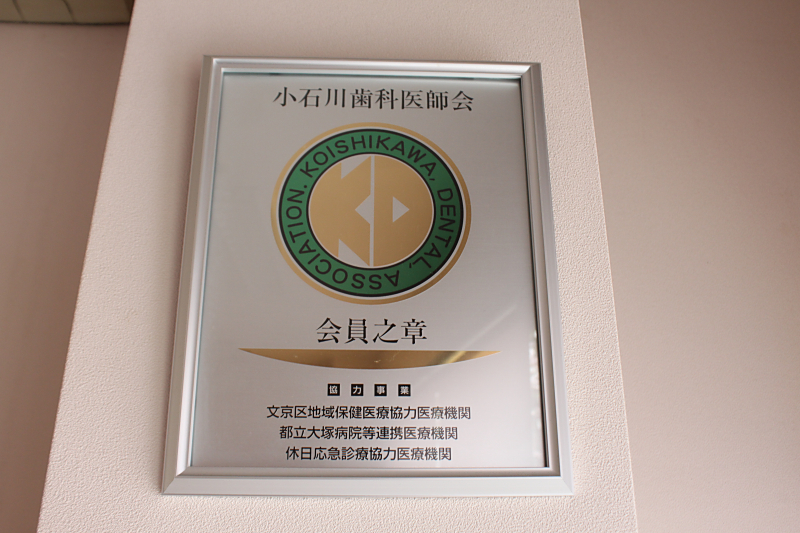 小石川歯科医師会
KOISHIKAWA. DENTAL. ASSOCIATION.
KD
会員之章
協力事業
文京区地域保健医療協力医療機関
都立大塚病院等連携医療機関
休日応急診療協力医療機関